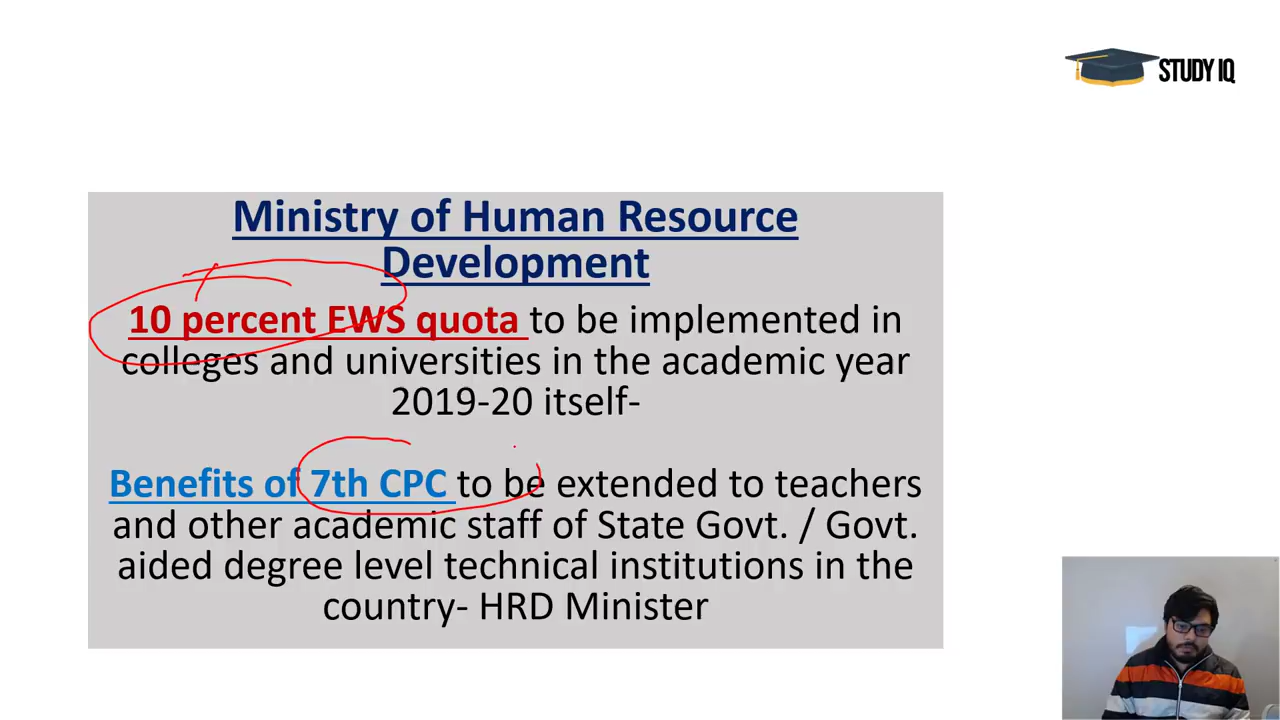 STUDY IQ
Ministry of Human Resource
Development
10 percent EWS quota to be implemented in
colleges and universities in the academic year
2019-20 itself-
Benefits of 7th CPC to be extended to teachers
and other academic staff of State Govt. / Govt.
aided degree level technical institutions in the
country- HRD Minister